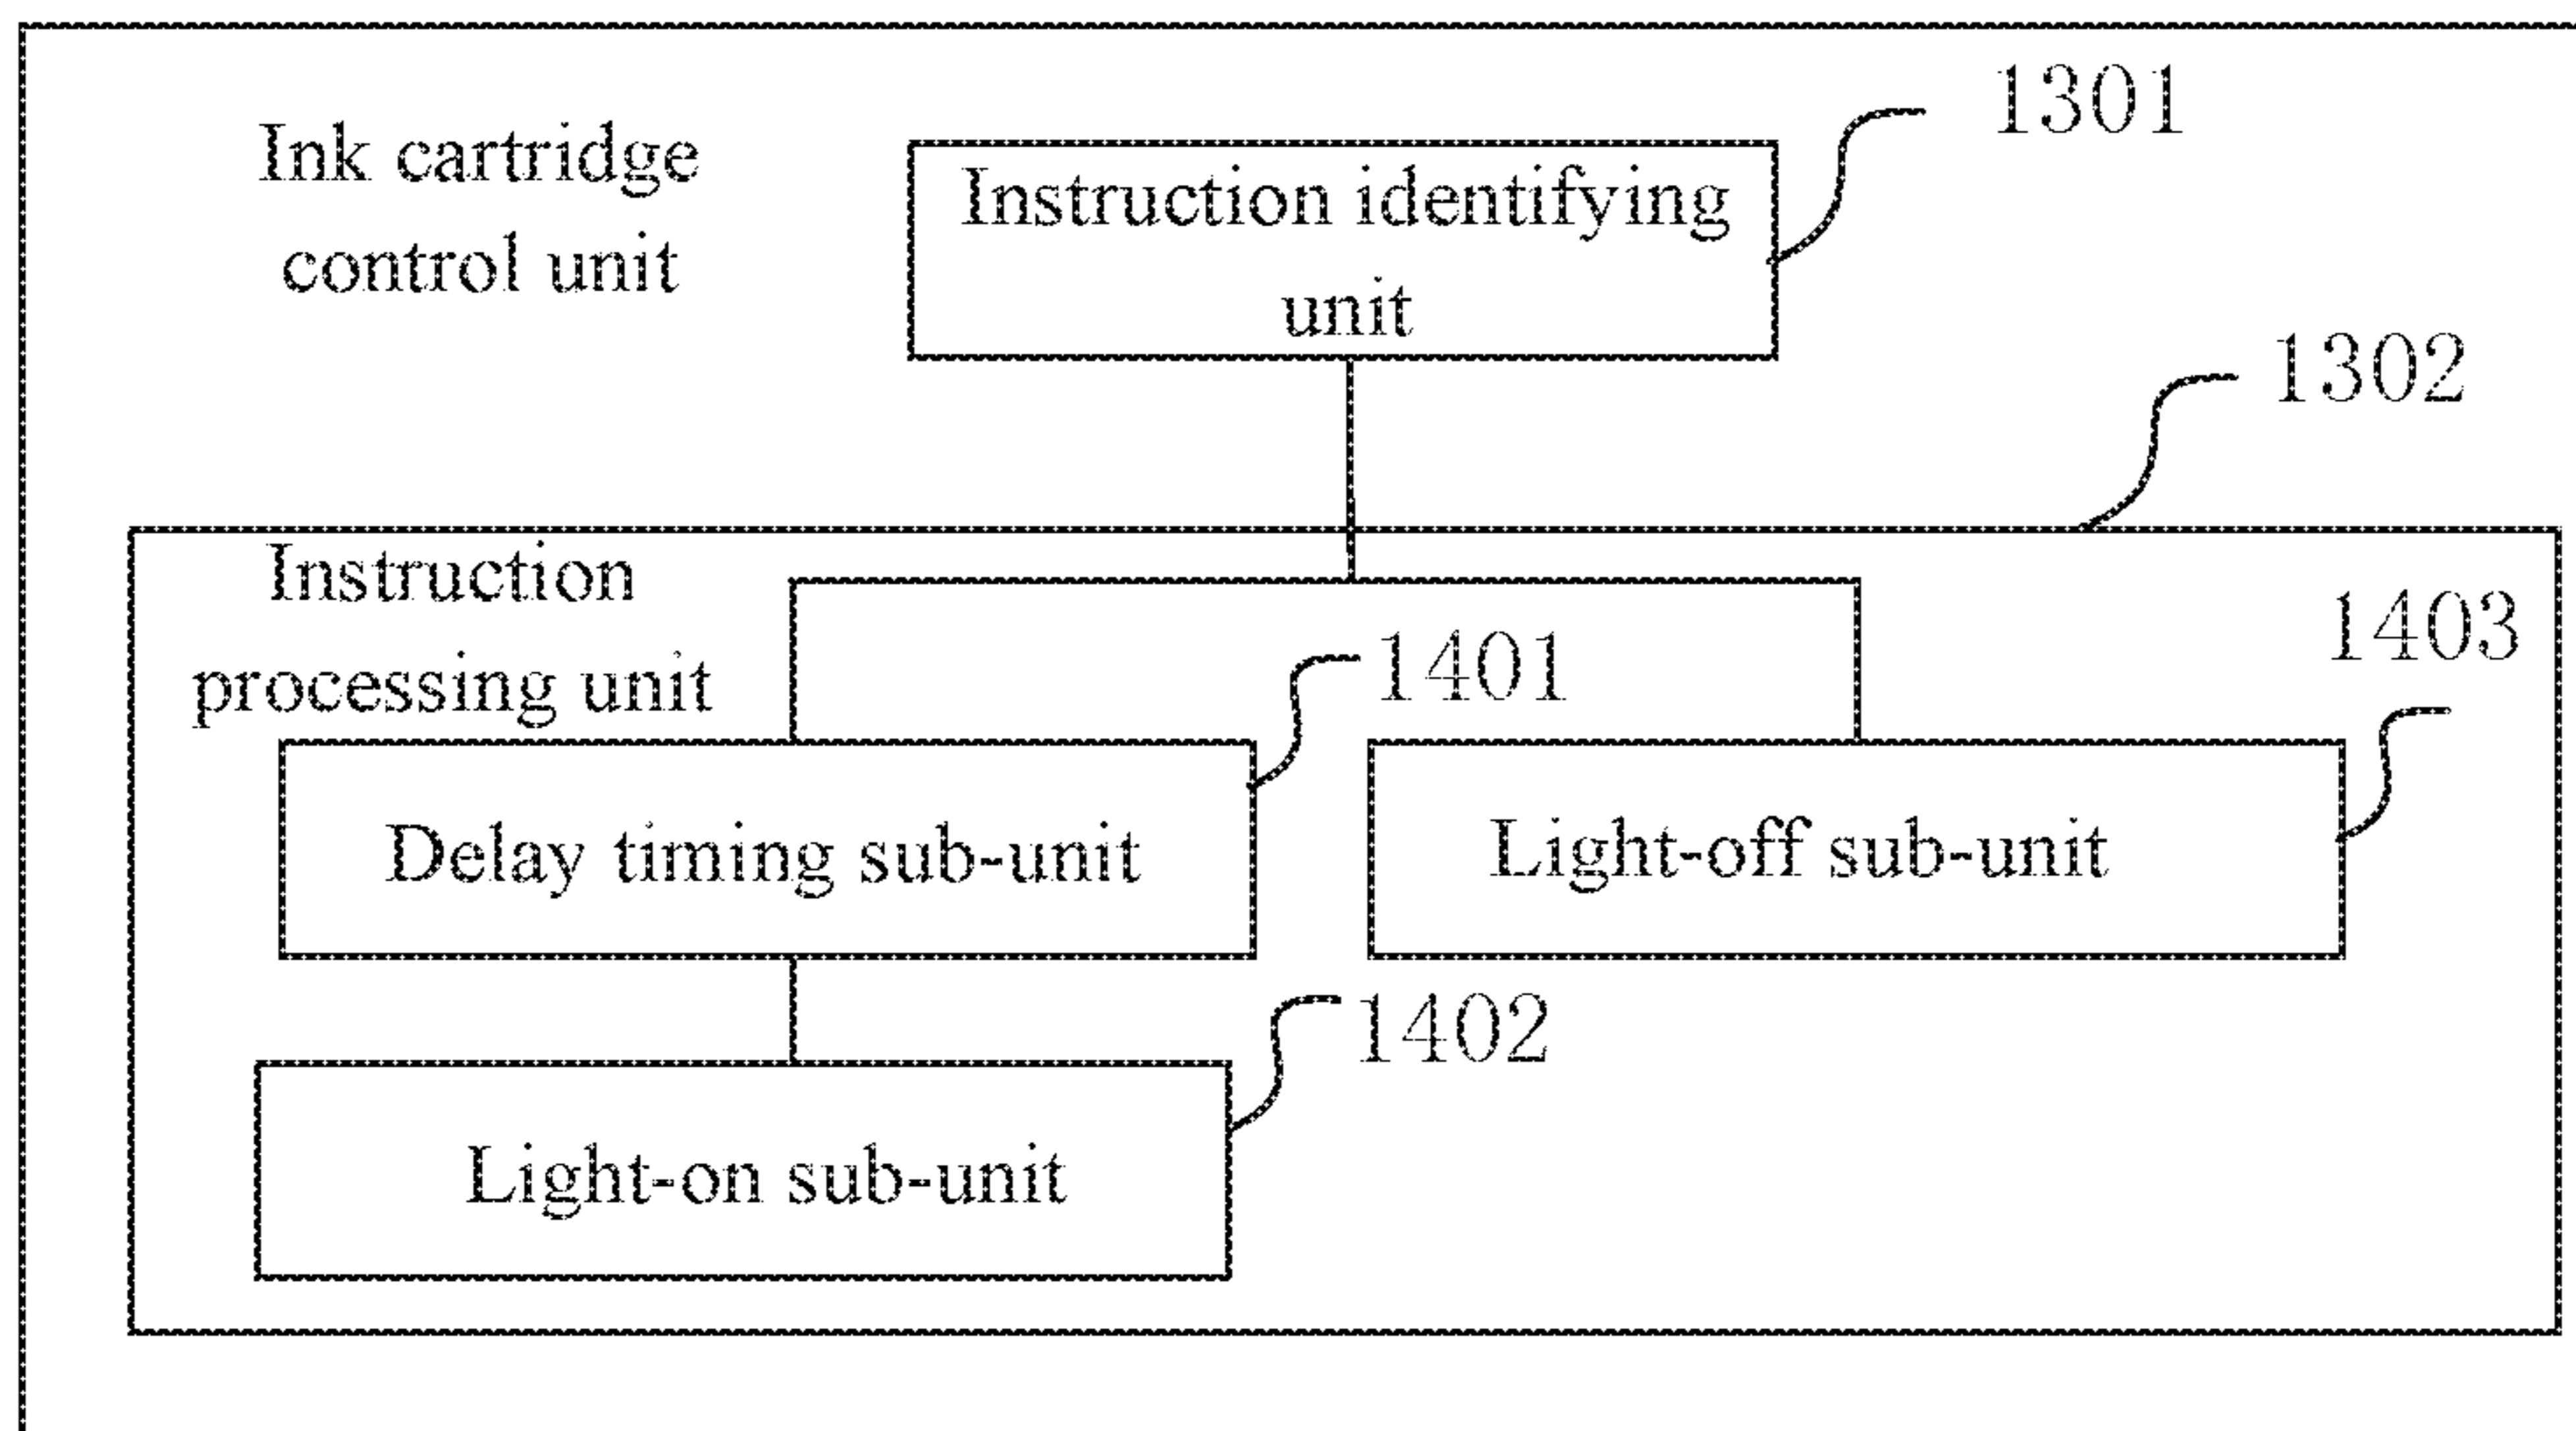 Ink cartridge
control unit
1301
Instruction identifying
unit
1302
Instruction
processing unit
1401
1403
Delay timing sub-unit
Light-off sub-unit
1402
Light-on sub-unit